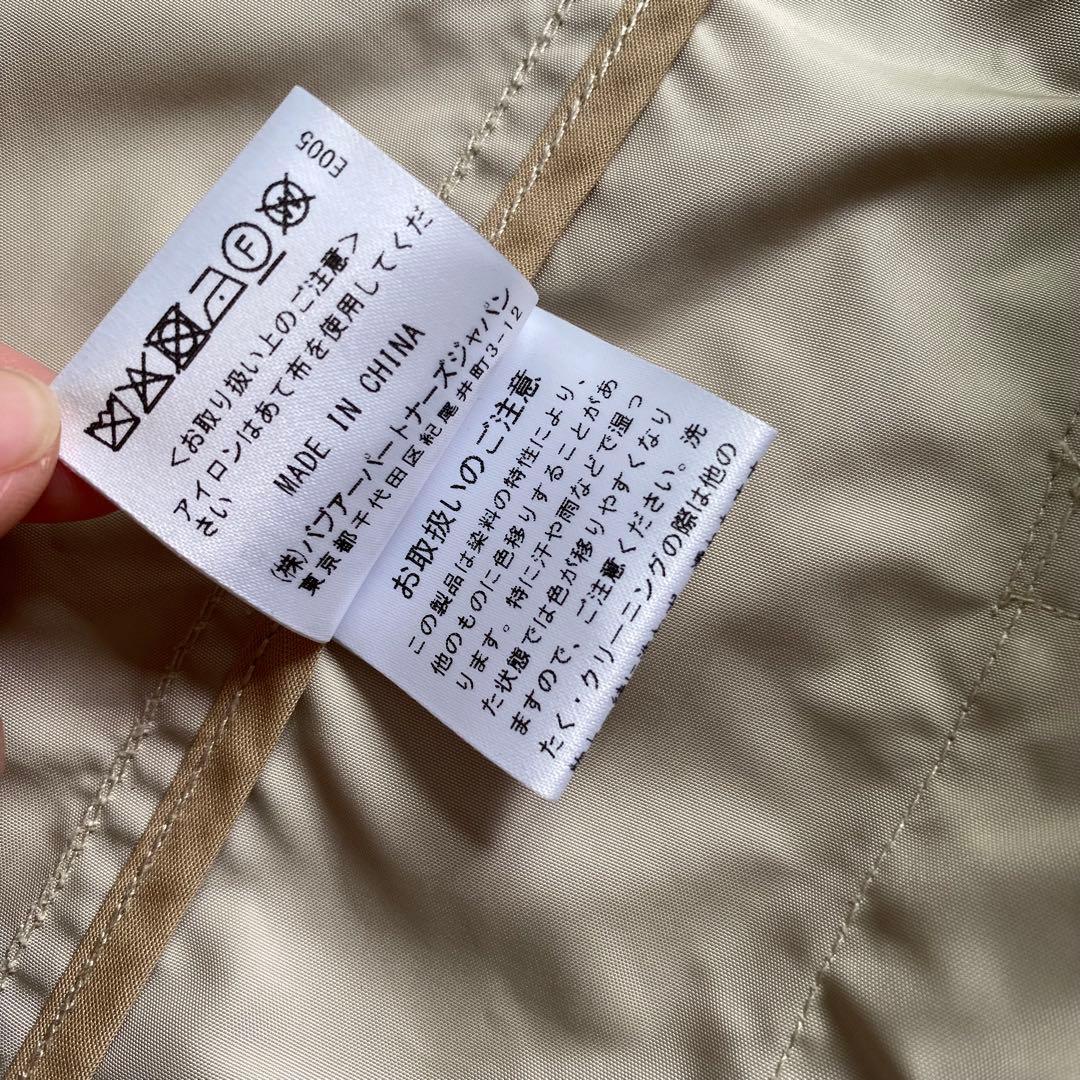 E005
F
W
<お取り扱い上のご注意>
アイロンはあて布を使用してくだ
さい
MADE IN CHINA
(株)バブアーパートナーズジャパン
東京都千代田区紀尾井町3-12
お取扱いのご注意
この製品は染料の特性により、
他のものに色移りすることがあ
ります。特に汗や雨などで湿っ
た状態では色が移りやすくなり
ますので、ご注意ください。洗
たく・クリーニングの際は他の